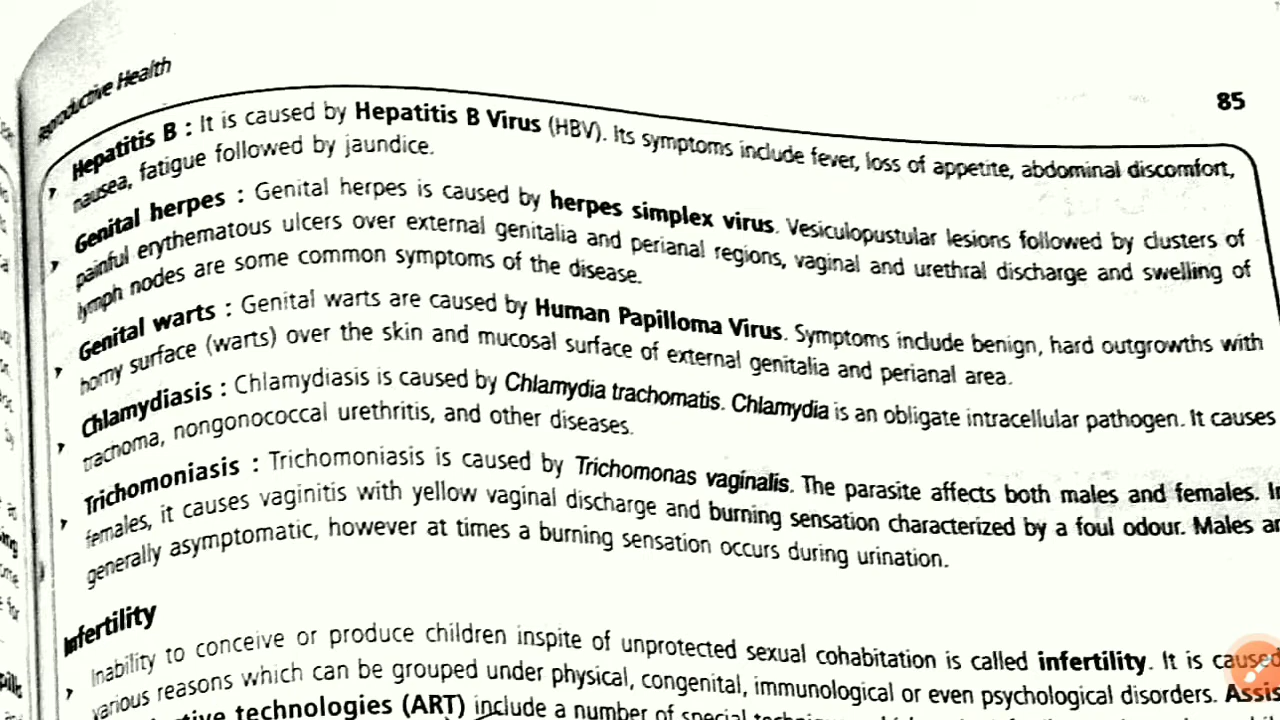 Reproductive Health
85
Hepatitis B : It is caused by Hepatitis B Virus (HBV). Its symptoms include fever, loss of appetite, abdominal discomfort,
nausea, fatigue followed by jaundice.
Genital herpes : Genital herpes is caused by herpes simplex virus. Vesiculopustular lesions followed by clusters of
painful erythematous ulcers over external genitalia and perianal regions, vaginal and urethral discharge and swelling of
lymph nodes are some common symptoms of the disease.
Genital warts : Genital warts are caused by Human Papilloma Virus. Symptoms include benign, hard outgrowths with
horny surface (warts) over the skin and mucosal surface of external genitalia and perianal area.
Chlamydiasis : Chlamydiasis is caused by Chlamydia trachomatis. Chlamydia is an obligate intracellular pathogen. It causes
trachoma, nongonococcal urethritis, and other diseases.
Trichomoniasis : Trichomoniasis is caused by Trichomonas vaginalis. The parasite affects both males and females. In
females, it causes vaginitis with yellow vaginal discharge and burning sensation characterized by a foul odour. Males
generally asymptomatic, however at times a burning sensation occurs during urination.
Infertility
Inability to conceive or produce children inspite of unprotected sexual cohabitation is called infertility. It is caused
various reasons which can be grouped under physical, congenital, immunological or even psychological disorders.
technologies (ART) include a number of special